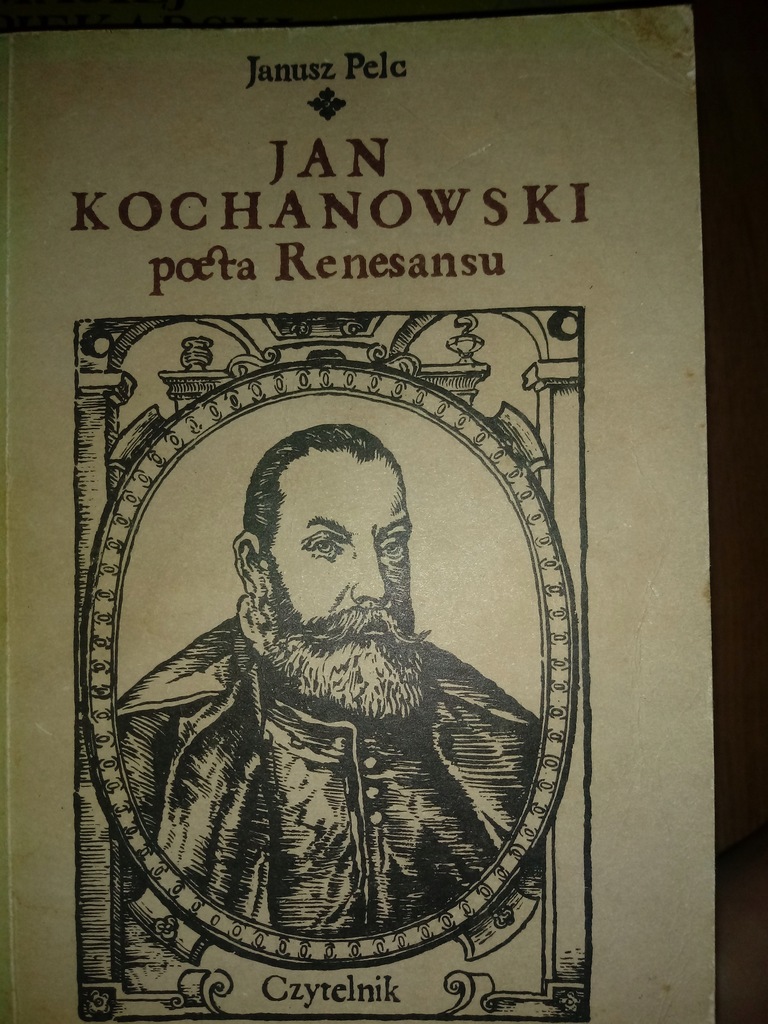 Janusz Pelc
JAN
KOCHANOWSKI
poeta Renesansu
Czytelnik